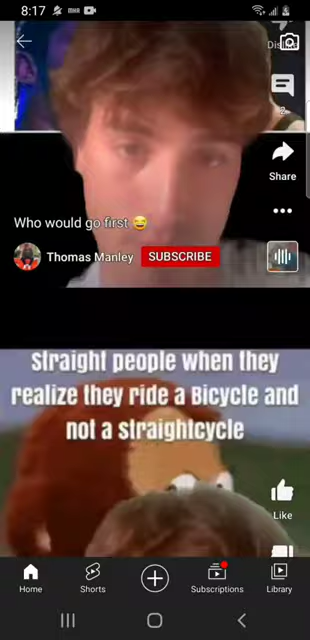 8:17
Share
Who would go first 😅
Thomas Manley SUBSCRIBE
Straight people when they
realize they ride a Bicycle and
not a straightcycle
Like
Home Shorts Subscriptions Library